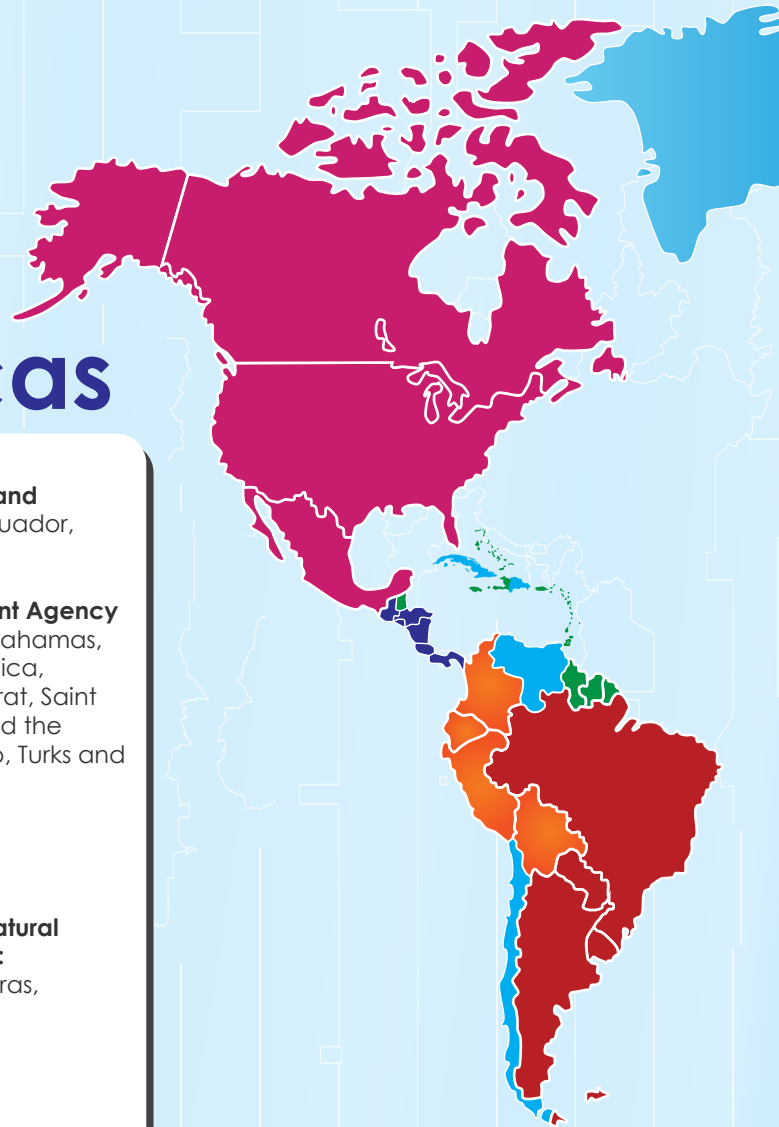 cas
and
uador,
nt Agency
ahamas,
ica,
rat, Saint
d the
o, Turks and
atural
:
ras,